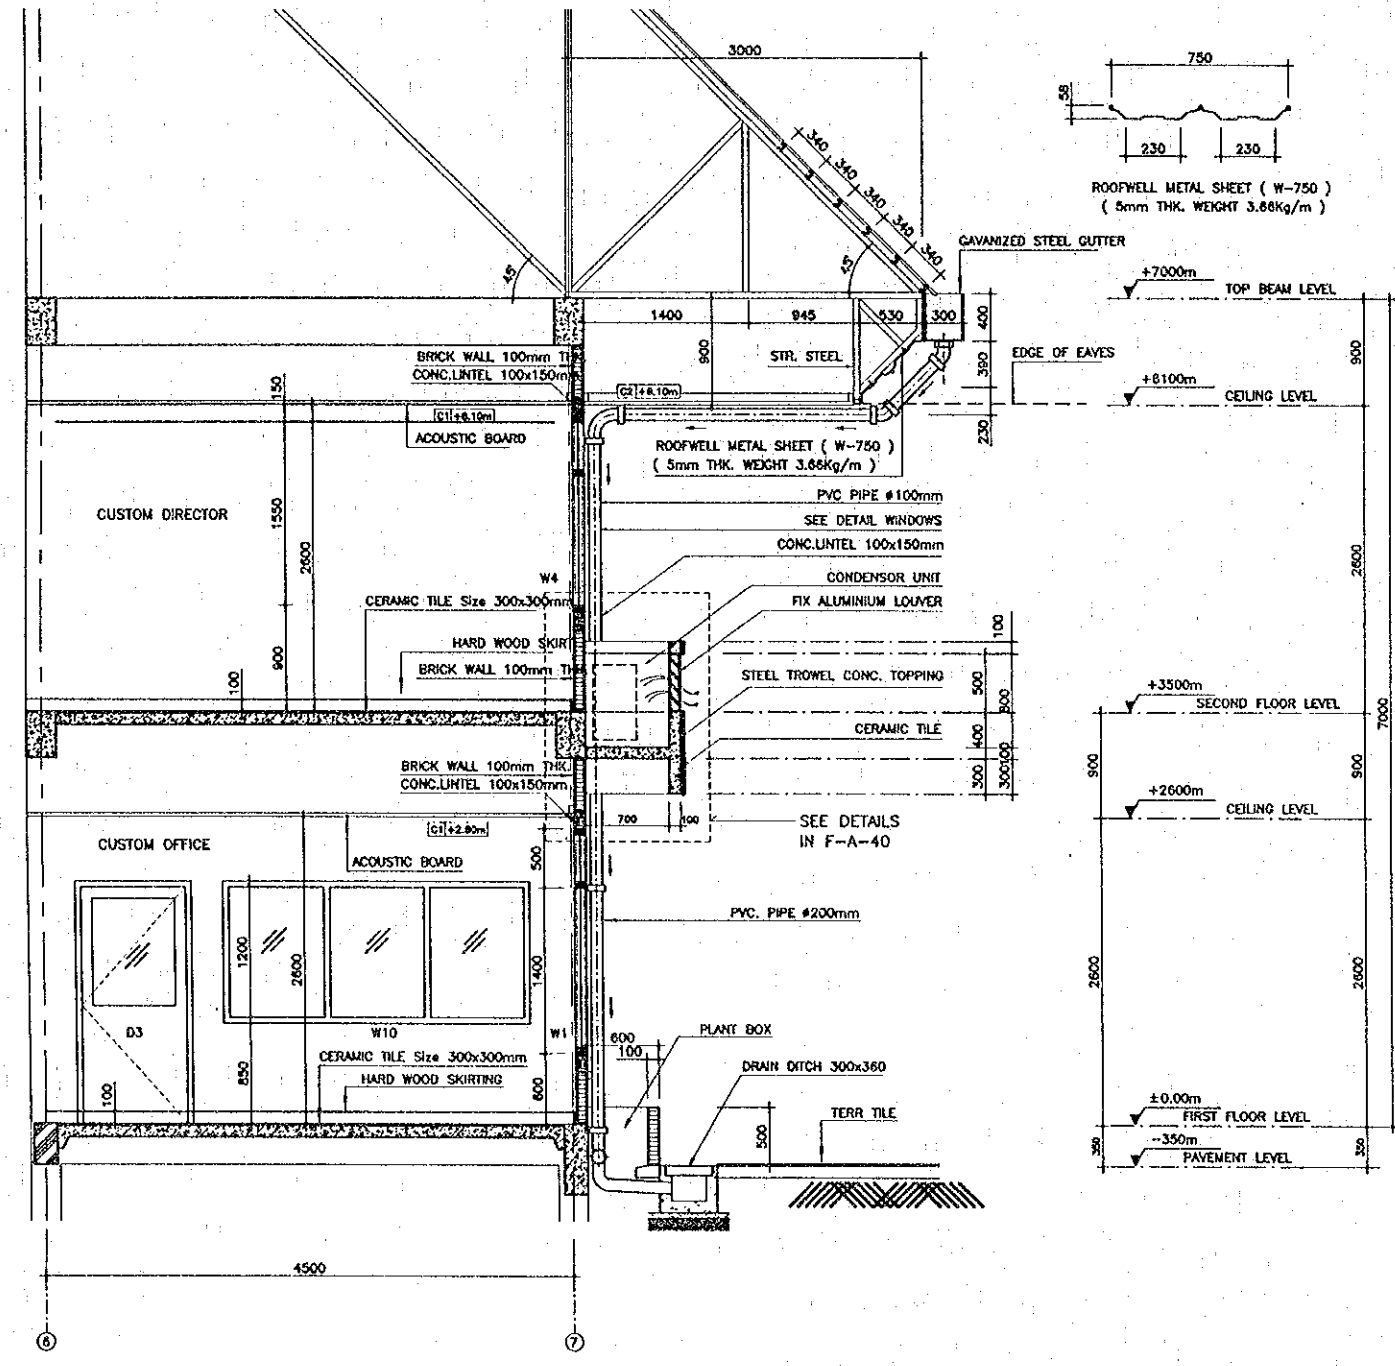 3000
750
58
230
230
ROOFWELL METAL SHEET ( W-750 )
( 5mm THK. WEIGHT 3.66Kg/m )
340
340
340
340
340
GAVANIZED STEEL GUTTER
45°
45°
+7000m
TOP BEAM LEVEL
1400
945
530
300
400
900
390
STR. STEEL
EDGE OF EAVES
BRICK WALL 100mm TH
CONC.LINTEL 100x150m
C2 +6.10m
+6100m
CEILING LEVEL
900
150
C1 +6.10m
ACOUSTIC BOARD
230
ROOFWELL METAL SHEET ( W-750 )
( 5mm THK. WEIGHT 3.66Kg/m )
PVC PIPE ø100mm
SEE DETAIL WINDOWS
CONC.LINTEL 100x150mm
CUSTOM DIRECTOR
1550
2600
2600
W4
CONDENSOR UNIT
CERAMIC TILE Size 300x300mm
FIX ALUMINIUM LOUVER
100
HARD WOOD SKIRT
BRICK WALL 100mm TH
900
100
STEEL TROWEL CONC. TOPPING
500
800
+3500m
SECOND FLOOR LEVEL
7000
CERAMIC TILE
400
100
300
300
BRICK WALL 100mm THK.
CONC.LINTEL 100x150mm
900
900
+2600m
CEILING LEVEL
700
100
SEE DETAILS
IN F-A-40
C1 +2.60m
CUSTOM OFFICE
ACOUSTIC BOARD
500
PVC. PIPE ø200mm
1200
2600
1400
2600
2600
D3
W10
W1
600
100
PLANT BOX
CERAMIC TILE Size 300x300mm
HARD WOOD SKIRTING
850
100
600
DRAIN DITCH 300x360
TERR TILE
500
±0.00m
FIRST FLOOR LEVEL
350
350
-350m
PAVEMENT LEVEL
4500
6
7